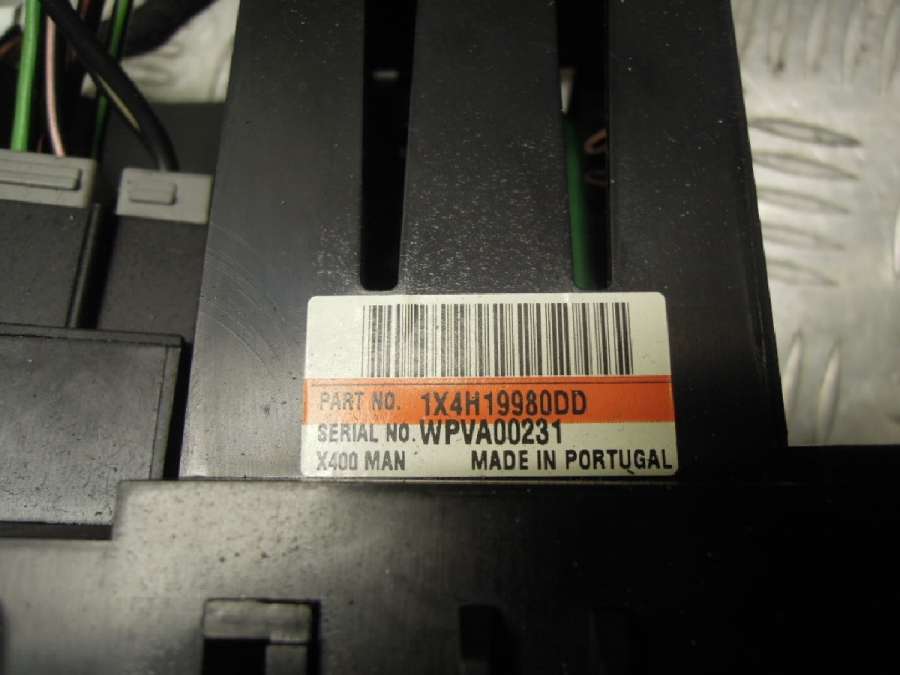 PART NO. 1X4H19980DD
SERIAL NO. WPVA00231
X400 MAN MADE IN PORTUGAL